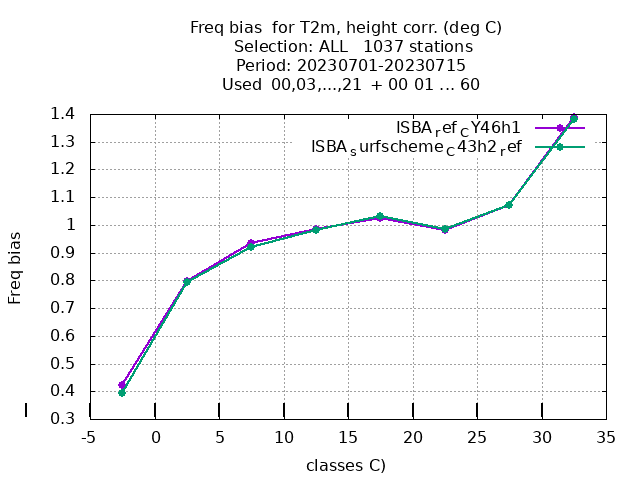 Freq bias  for T2m, height corr. (deg C)
Selection: ALL   1037 stations
Period: 20230701-20230715
Used  00,03,...,21  + 00 01 ... 60
1.4
1.3
1.2
1.1
1
0.9
0.8
0.7
0.6
0.5
0.4
0.3
Freq bias
ISBA_ref_CY46h1
ISBA_surfscheme_C43h2_ref
-5 0 5 10 15 20 25 30 35
classes C)